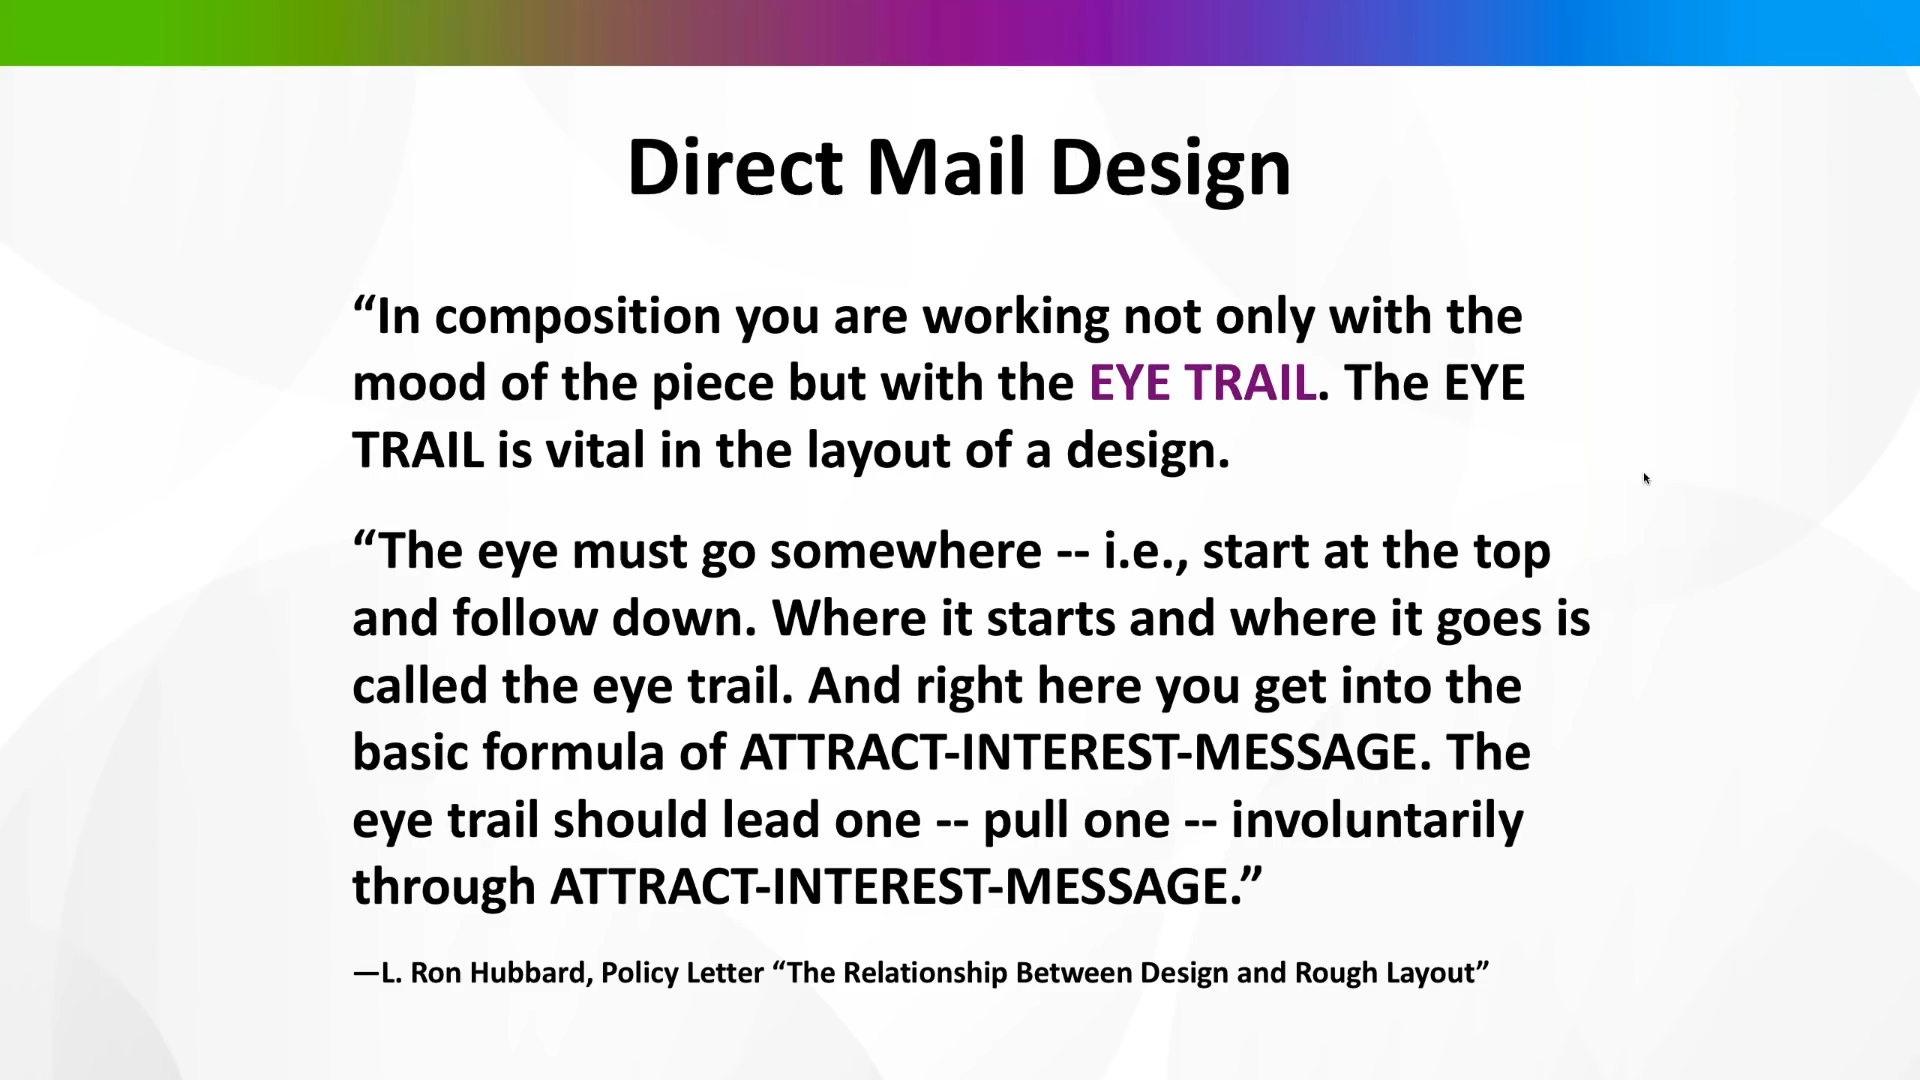 Direct Mail Design
“In composition you are working not only with the
mood of the piece but with the EYE TRAIL. The EYE
TRAIL is vital in the layout of a design.
“The eye must go somewhere -- i.e., start at the top
and follow down. Where it starts and where it goes is
called the eye trail. And right here you get into the
basic formula of ATTRACT-INTEREST-MESSAGE. The
eye trail should lead one -- pull one -- involuntarily
through ATTRACT-INTEREST-MESSAGE.”
—L. Ron Hubbard, Policy Letter “The Relationship Between Design and Rough Layout”